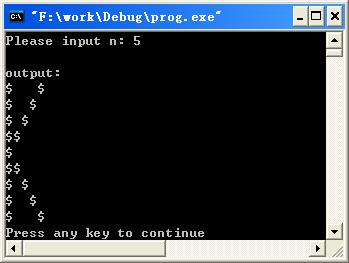 "F:\work\Debug\prog.exe"
Please input n: 5
output:
$   $
$  $
$ $
$$
$
$$
$ $
$  $
$   $
Press any key to continue